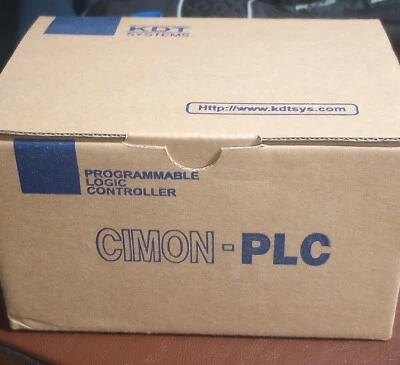 KDT
SYSTEMS
Http://www.kdtsys.com
PROGRAMMABLE
LOGIC
CONTROLLER
CIMON-PLC